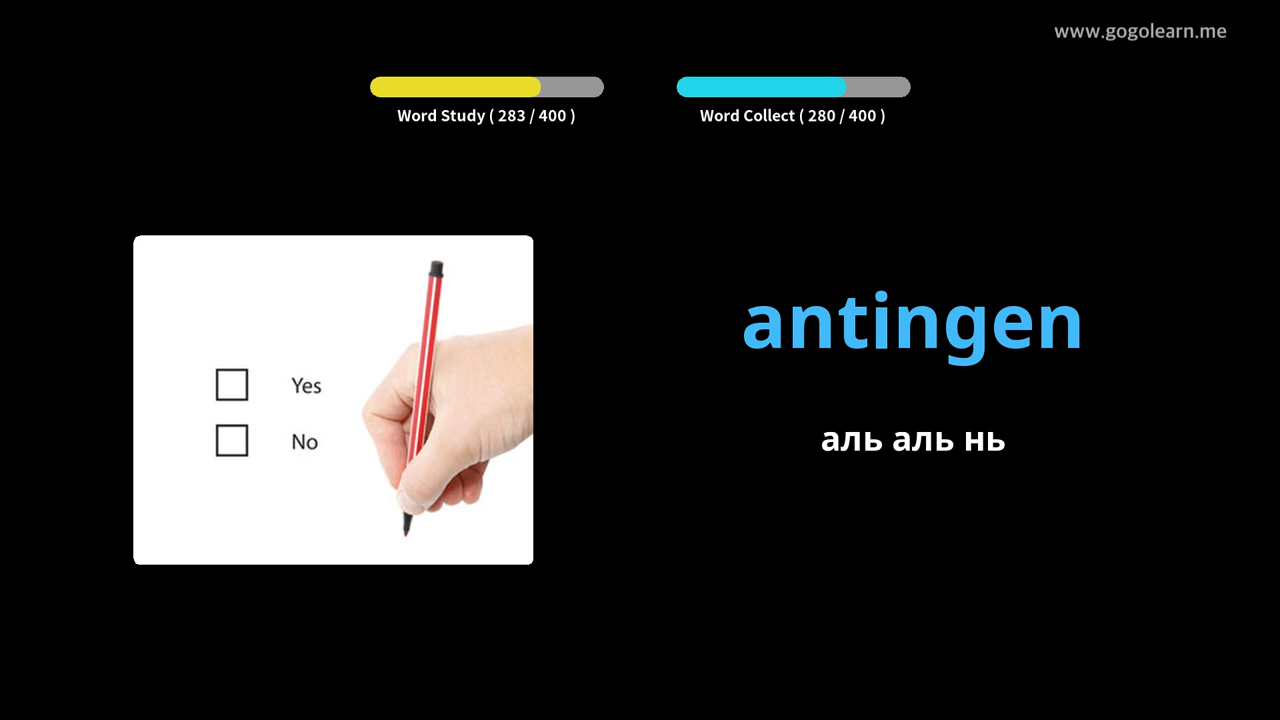 www.gogolearn.me
Word Study ( 283 / 400 )
Word Collect ( 280 / 400 )
Yes
No
antingen
аль аль нь